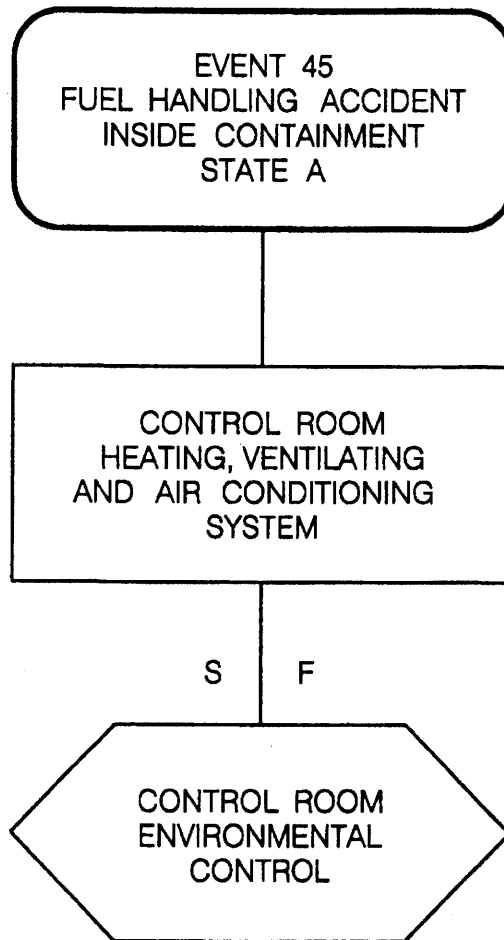 EVENT 45
FUEL HANDLING ACCIDENT
INSIDE CONTAINMENT
STATE A
CONTROL ROOM
HEATING, VENTILATING
AND AIR CONDITIONING
SYSTEM
S F
CONTROL ROOM
ENVIRONMENTAL
CONTROL